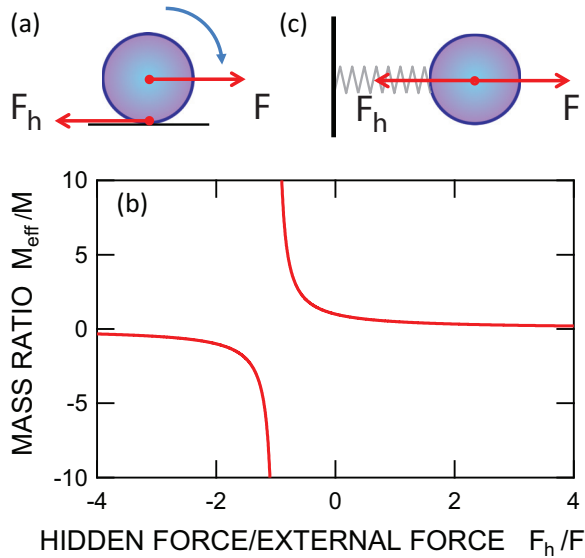 (a)
(c)
F_h
F
F_h
F
(b)
10
5
0
-5
-10
MASS RATIO M_eff/M
-4
-2
0
2
4
HIDDEN FORCE/EXTERNAL FORCE F_h/F